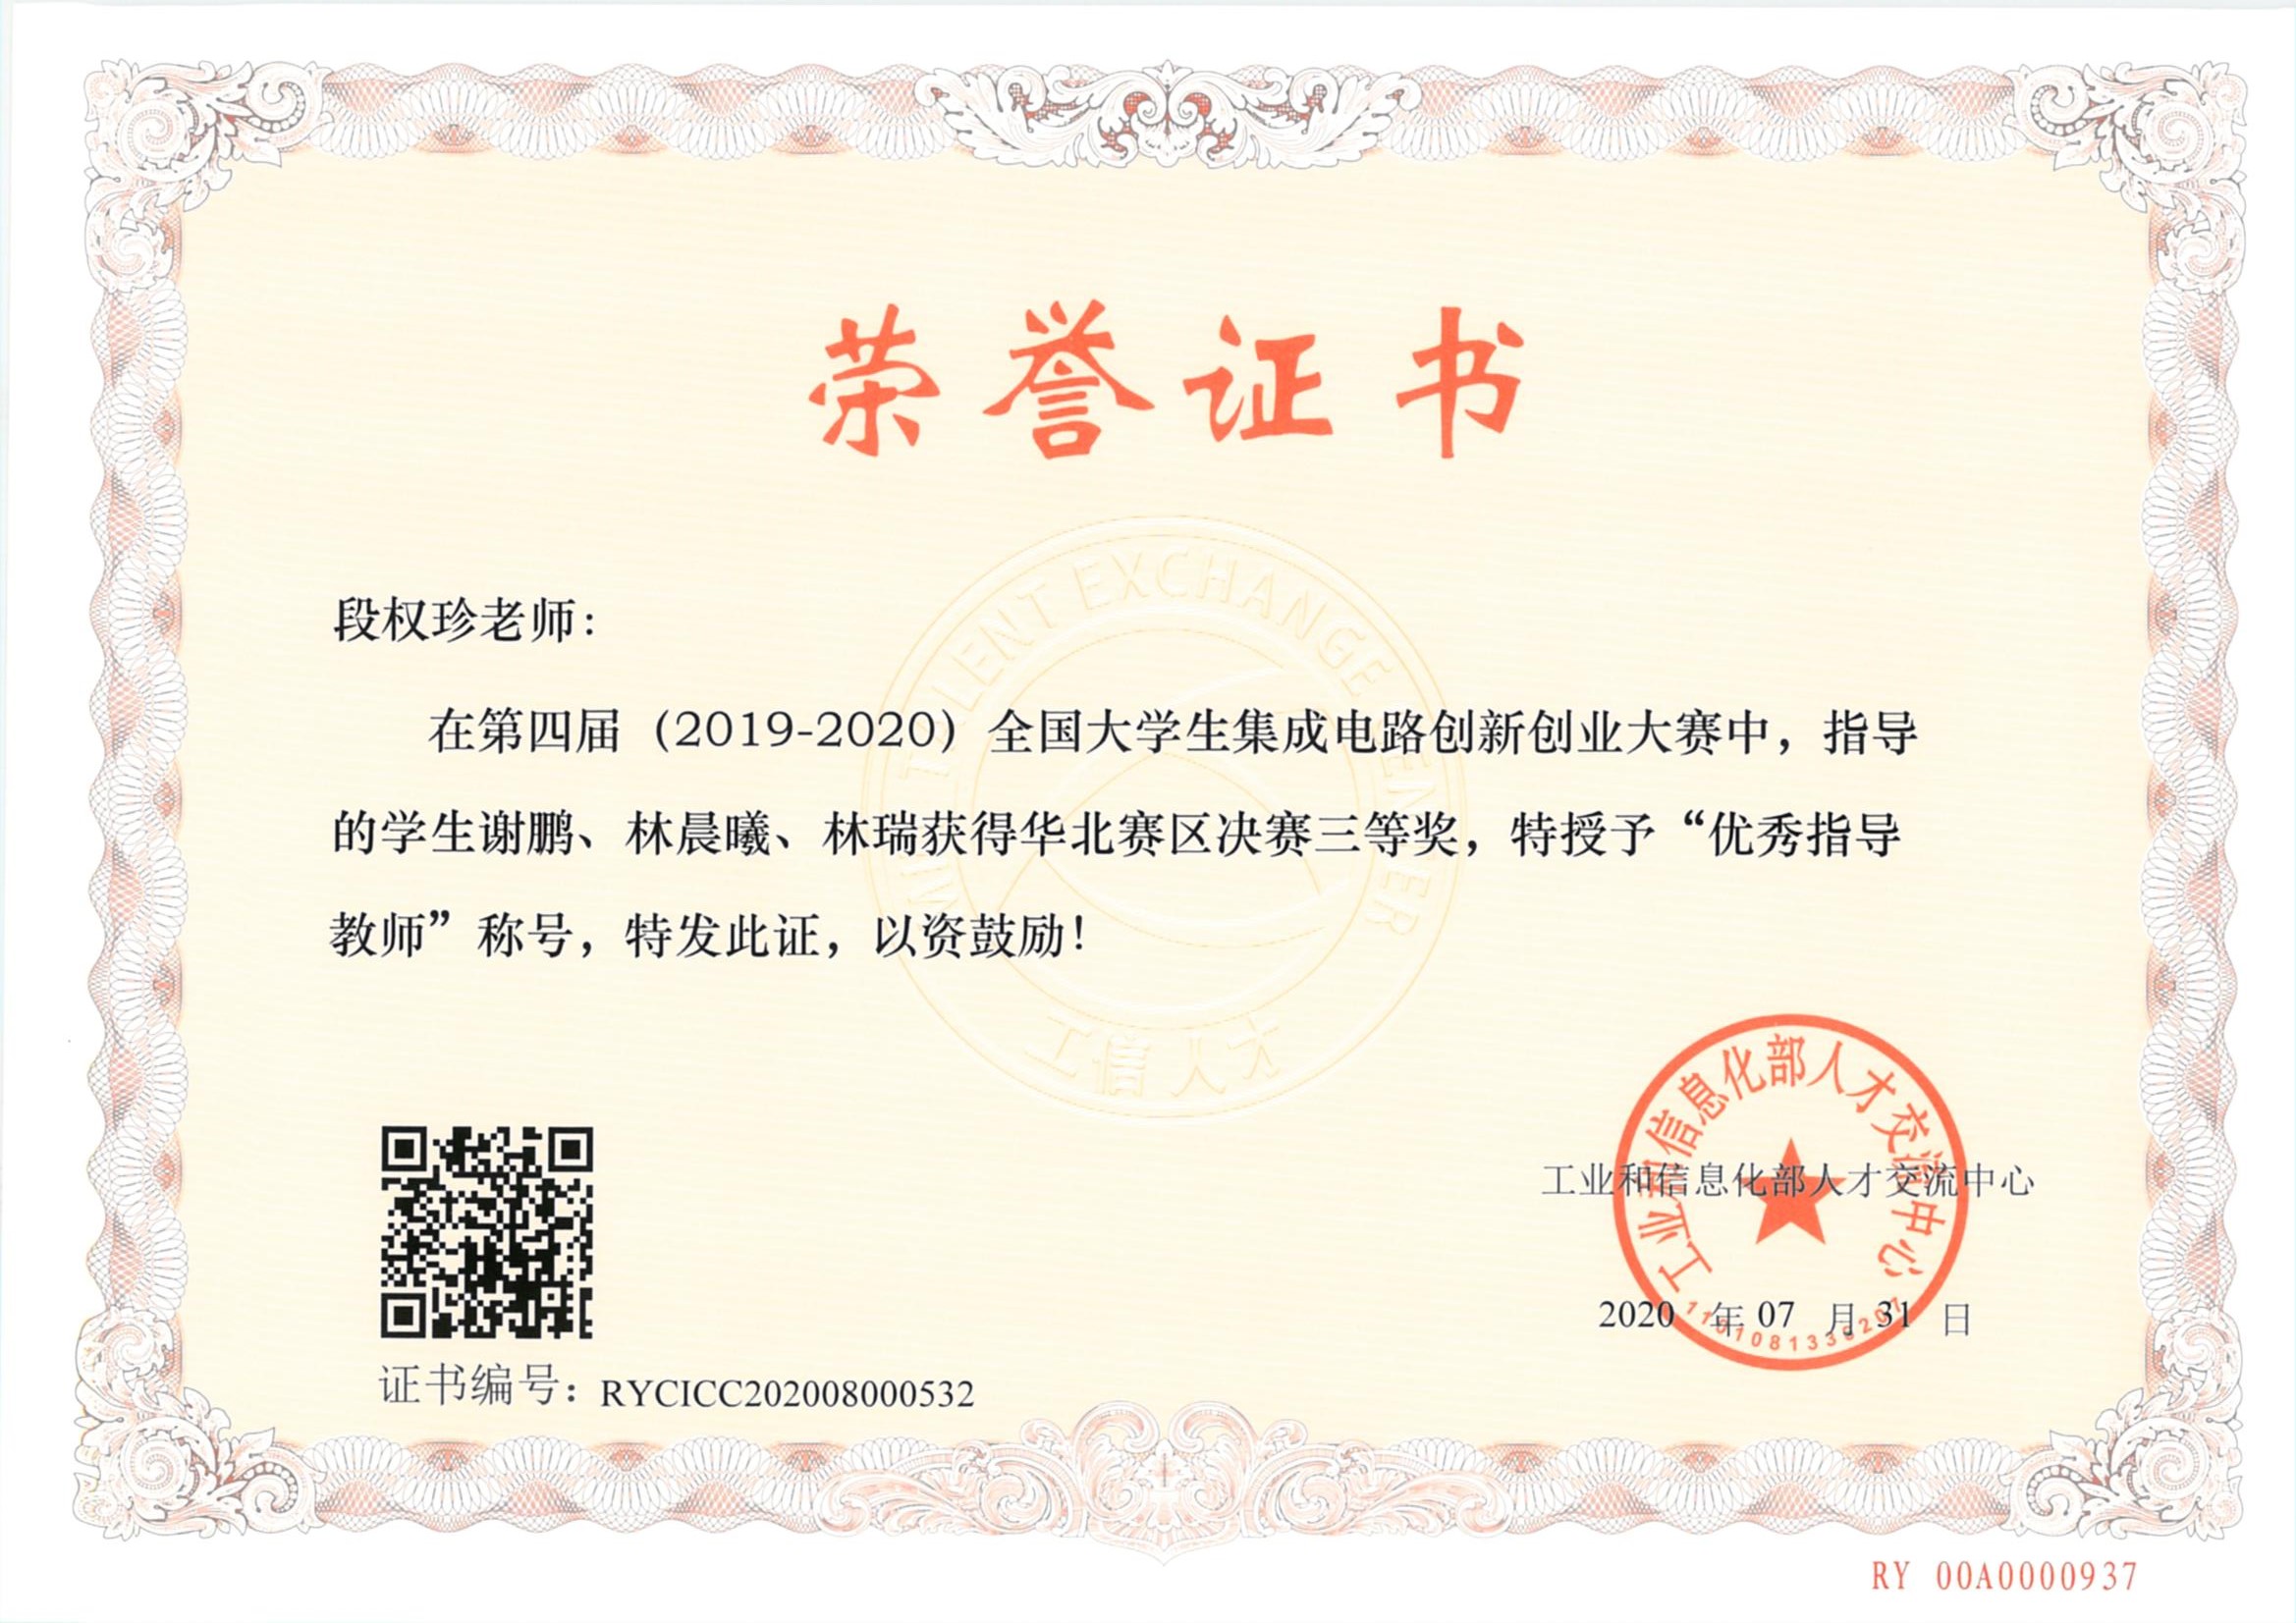 荣誉证书
段权珍老师：
在第四届（2019-2020）全国大学生集成电路创新创业大赛中，指导
的学生谢鹏、林晨曦、林瑞获得华北赛区决赛三等奖，特授予“优秀指导
教师”称号，特发此证，以资鼓励！
MIIT TALENT EXCHANGE CENTER
工信人才
工业和信息化部人才交流中心
工业和信息化部人才交流中心
2020 年 07 月 31 日
证书编号：RYCICC202008000532
RY 00A0000937